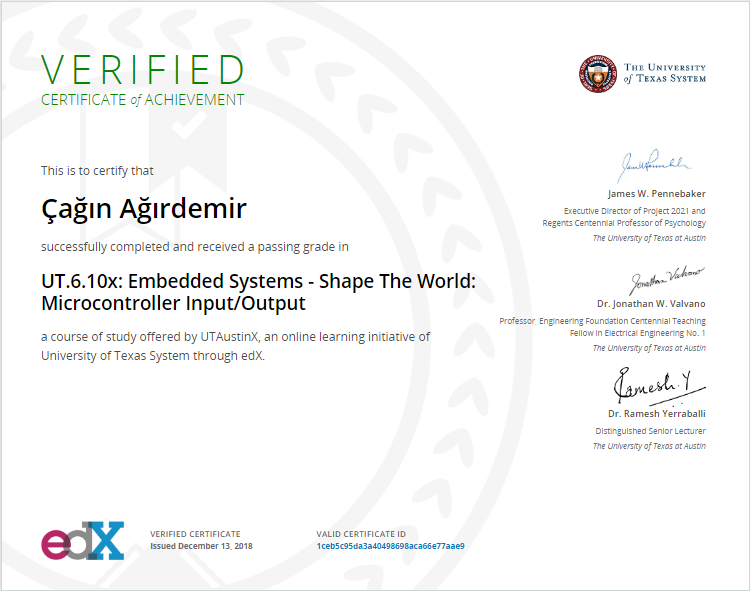 VERIFIED
CERTIFICATE of ACHIEVEMENT
THE UNIVERSITY
of TEXAS SYSTEM
This is to certify that
Çağın Ağırdemir
successfully completed and received a passing grade in
UT.6.10x: Embedded Systems - Shape The World:
Microcontroller Input/Output
a course of study offered by UTAustinX, an online learning initiative of
University of Texas System through edX.
James W. Pennebaker
Executive Director of Project 2021 and
Regents Centennial Professor of Psychology
The University of Texas at Austin
Jonathan Valvano
Dr. Jonathan W. Valvano
Professor, Engineering Foundation Centennial Teaching
Fellow in Electrical Engineering No. 1
The University of Texas at Austin
Ramesh.Y
Dr. Ramesh Yerraballi
Distinguished Senior Lecturer
The University of Texas at Austin
edX
VERIFIED CERTIFICATE
Issued December 13, 2018
VALID CERTIFICATE ID
1ceb5c95da3a40498698aca66e77aae9